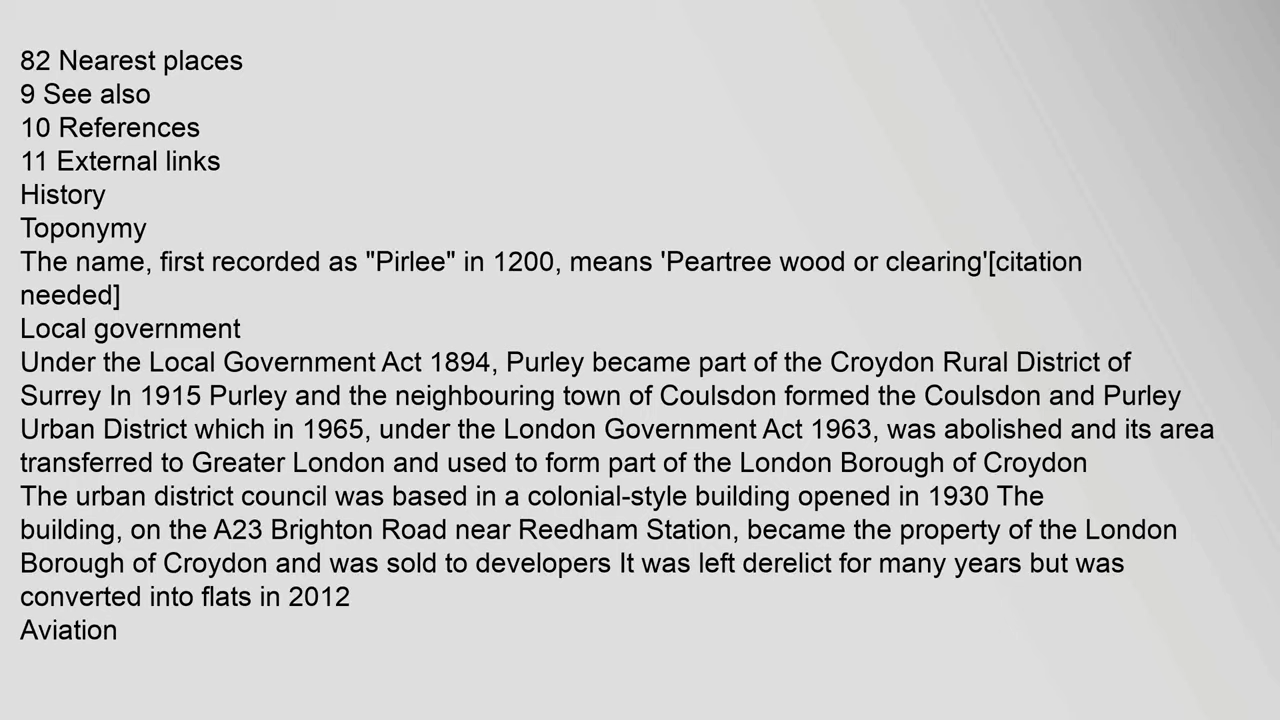 82 Nearest places
9 See also
10 References
11 External links
History
Toponymy
The name, first recorded as "Pirlee" in 1200, means 'Peartree wood or clearing'[citation
needed]
Local government
Under the Local Government Act 1894, Purley became part of the Croydon Rural District of
Surrey In 1915 Purley and the neighbouring town of Coulsdon formed the Coulsdon and Purley
Urban District which in 1965, under the London Government Act 1963, was abolished and its area
transferred to Greater London and used to form part of the London Borough of Croydon
The urban district council was based in a colonial-style building opened in 1930 The
building, on the A23 Brighton Road near Reedham Station, became the property of the London
Borough of Croydon and was sold to developers It was left derelict for many years but was
converted into flats in 2012
Aviation